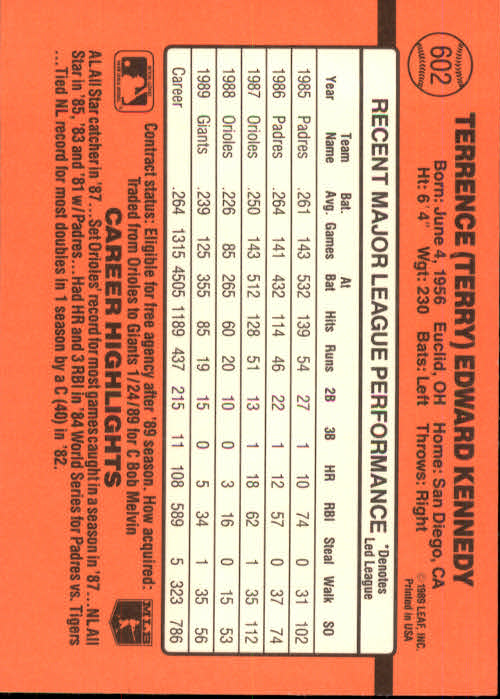 602
TERRENCE (TERRY) EDWARD KENNEDY
Born: June 4, 1956 Euclid, OH Home: San Diego, CA
Ht: 6' 4" Wgt: 230 Bats: Left Throws: Right
© 1989 LEAF, INC.
Printed in USA
RECENT MAJOR LEAGUE PERFORMANCE *Denotes Led League
Year Team Name Bat. Avg. Games At Bat Hits Runs 2B 3B HR RBI Steal Walk SO
1985 Padres .261 143 532 139 54 27 1 10 74 0 31 102
1986 Padres .264 141 432 114 46 22 1 12 57 0 37 74
1987 Orioles .250 143 512 128 51 13 1 18 62 1 35 112
1988 Orioles .226 85 265 60 20 10 0 3 16 0 15 53
1989 Giants .239 125 355 85 19 15 0 5 34 1 35 56
Career .264 1315 4505 1189 437 215 11 108 589 5 323 786
Contract status: Eligible for free agency after '89 season. How acquired:
Traded from Orioles to Giants 1/24/89 for C Bob Melvin
MLB
CAREER HIGHLIGHTS
AL All Star catcher in '87...Set Orioles' record for most games caught in a season in '87...NL All
Star in '85, '83 and '81 w/Padres...Had HR and 3 RBI in '84 World Series for Padres vs. Tigers
...Tied NL record for most doubles in 1 season by a C (40) in '82.